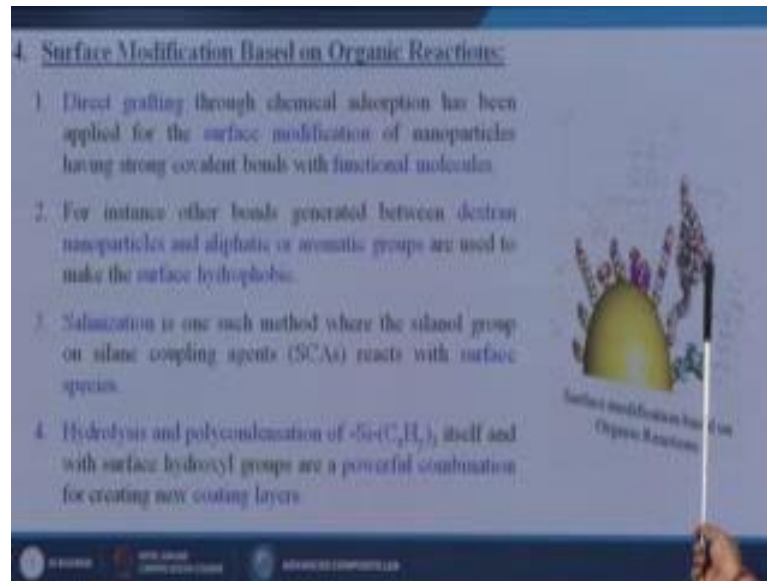 4. Surface Modification Based on Organic Reactions:
1. Direct grafting through chemical adsorption has been
applied for the surface modification of nanoparticles
having strong covalent bonds with functional molecules.
2. For instance other bonds generated between dextran
nanoparticles and aliphatic or aromatic groups are used to
make the surface hydrophobic.
3. Salinization is one such method where the silanol group
on silane coupling agents (SCAs) reacts with surface
species.
4. Hydrolysis and polycondensation of itself and
with surface hydroxyl groups are a powerful combination
for creating new coating layers
Surface modification based on
Organic Reactions
ADVANCED COMPOSITES